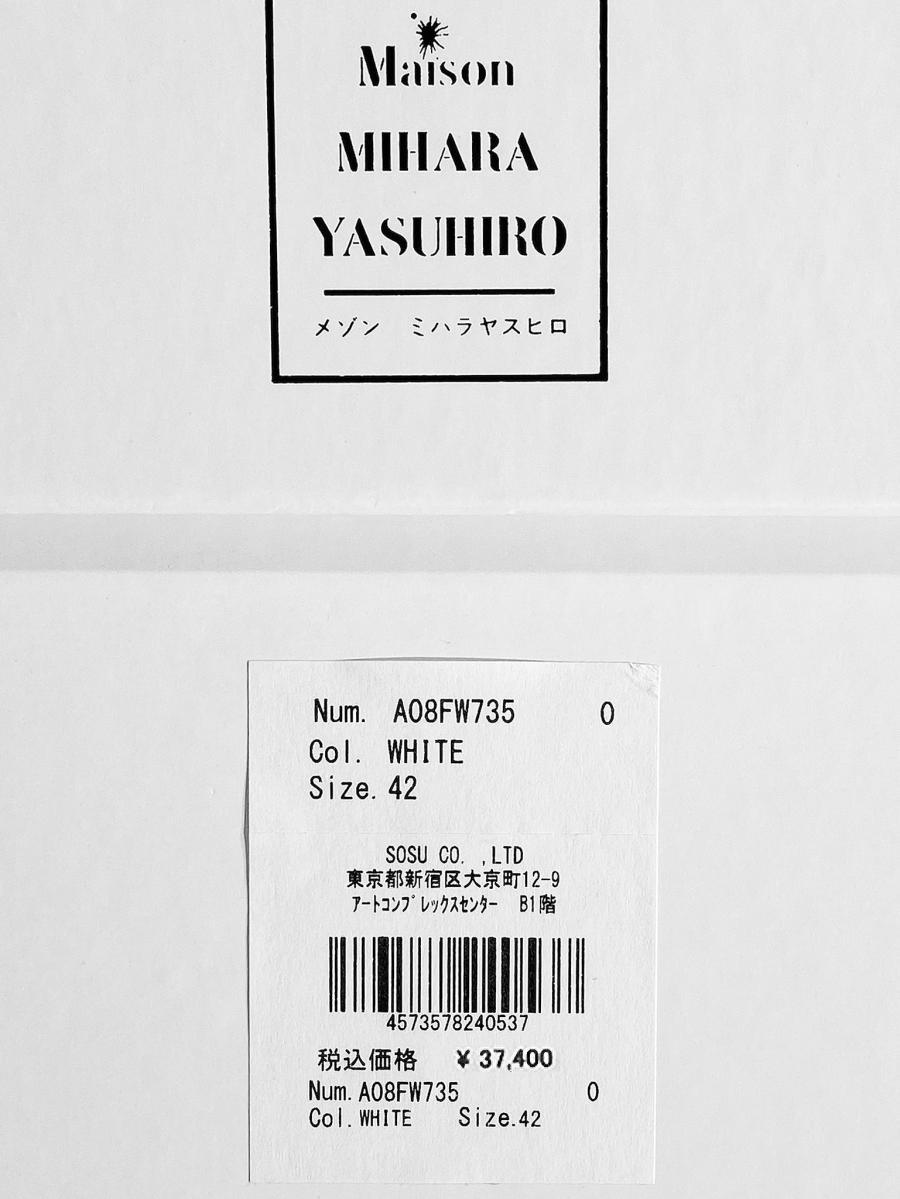 Maison
MIHARA
YASUHIRO
メゾン ミハラヤスヒロ
Num. A08FW735 0
Col. WHITE
Size. 42
SOSU CO. ,LTD
東京都新宿区大京町12-9
アートコンプレックスセンター B1階
4573578240537
税込価格 ¥ 37,400
Num. A08FW735 0
Col. WHITE Size. 42